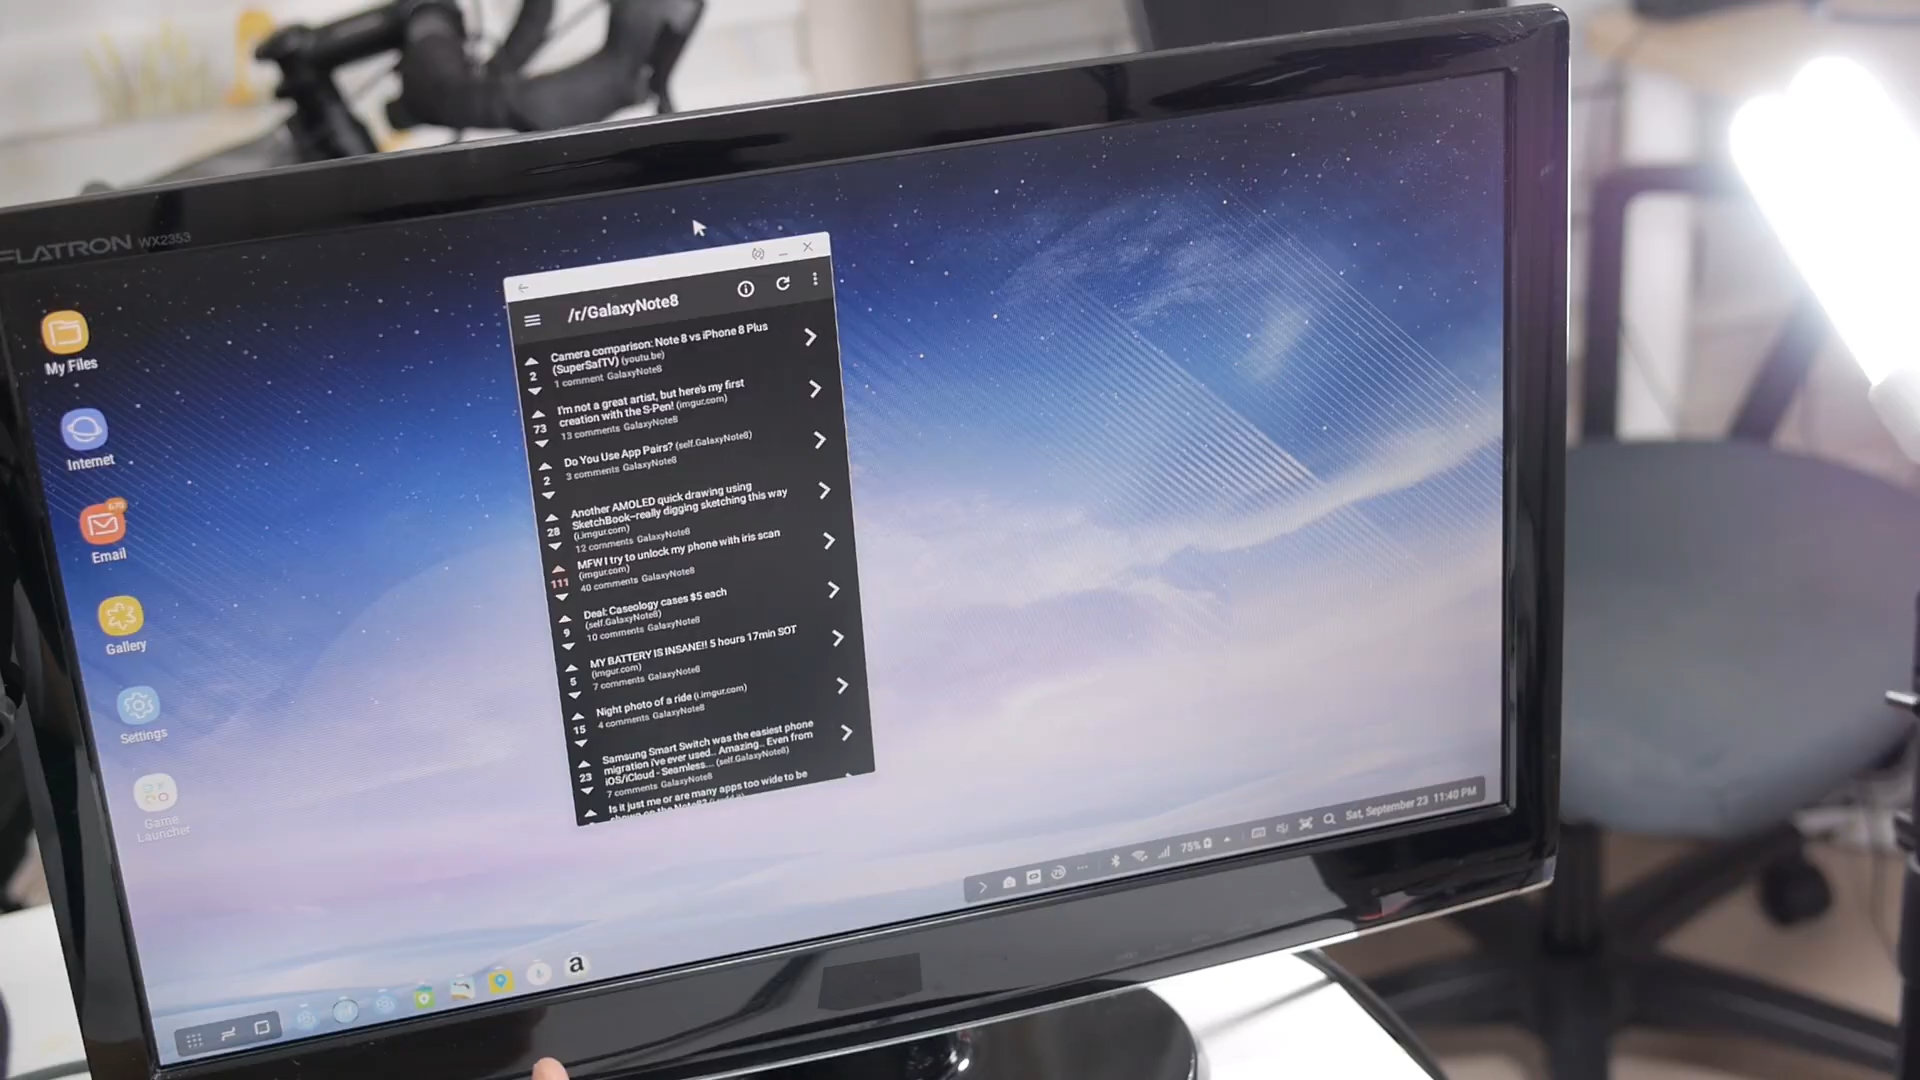 FLATRON WX2353
/r/GalaxyNote8
2
Camera comparison: Note 8 vs iPhone 8 Plus
(SuperSafTV) (youtu.be)
1 comment GalaxyNote8
73
I'm not a great artist, but here's my first
creation with the S-Pen! (imgur.com)
13 comments GalaxyNote8
2
Do You Use App Pairs? (self.GalaxyNote8)
3 comments GalaxyNote8
28
Another AMOLED quick drawing using
SketchBook--really digging sketching this way
(i.imgur.com)
12 comments GalaxyNote8
111
MFW I try to unlock my phone with iris scan
(imgur.com)
40 comments GalaxyNote8
9
Deal: Caseology cases $5 each
(self.GalaxyNote8)
10 comments GalaxyNote8
5
MY BATTERY IS INSANE!! 5 hours 17min SOT
(imgur.com)
7 comments GalaxyNote8
15
Night photo of a ride (i.imgur.com)
4 comments GalaxyNote8
23
Samsung Smart Switch was the easiest phone
migration i've ever used.. Amazing.. Even from
iOS/iCloud - Seamless... (self.GalaxyNote8)
7 comments GalaxyNote8
Is it just me or are many apps too wide to be
shown on the Note8?
My Files
Internet
670
Email
Gallery
Settings
Game
Launcher
75%
Sat, September 23 11:40 PM
a